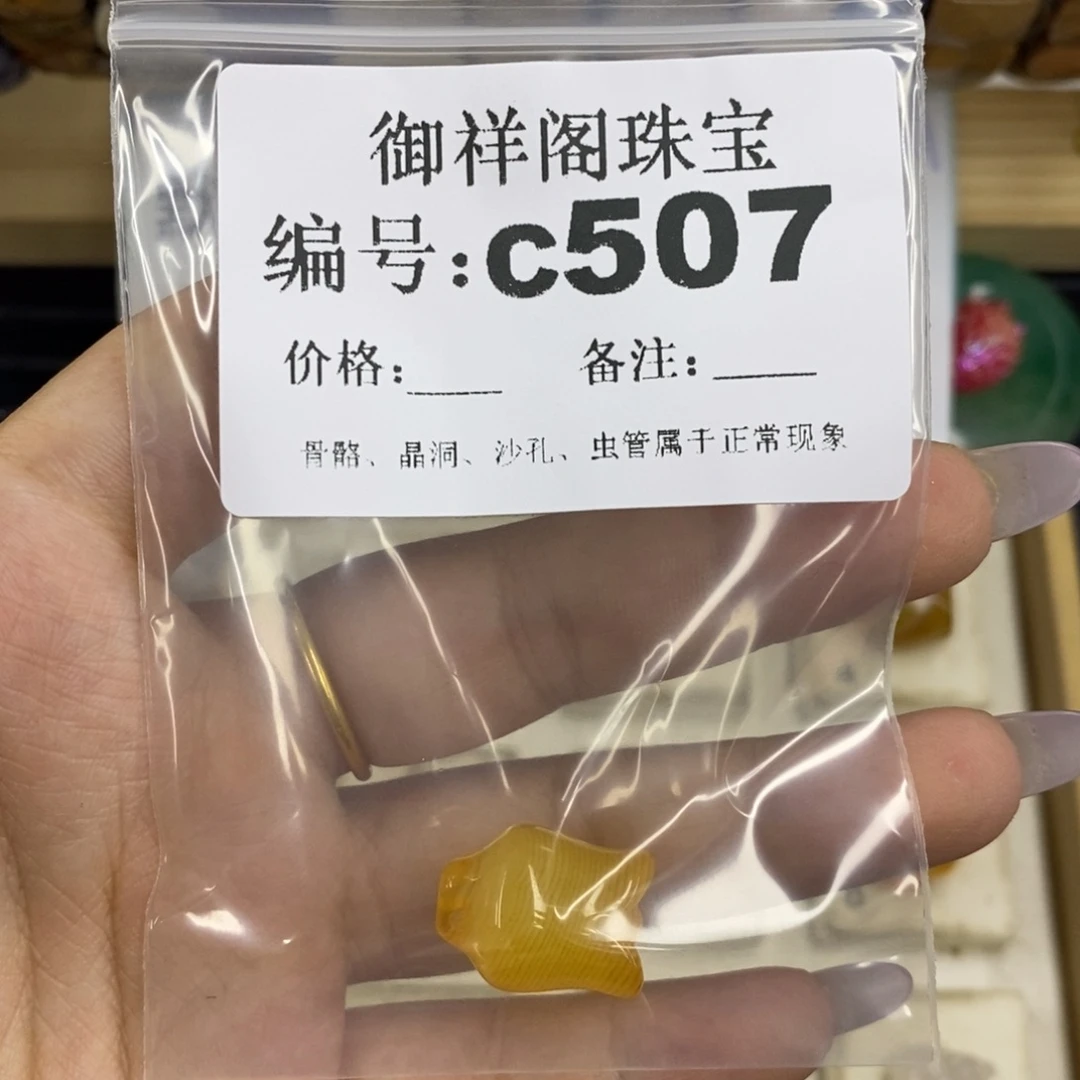 御祥阁珠宝
编号:c507
价格:____ 备注:____
骨骼、晶洞、沙孔、虫管属于正常现象